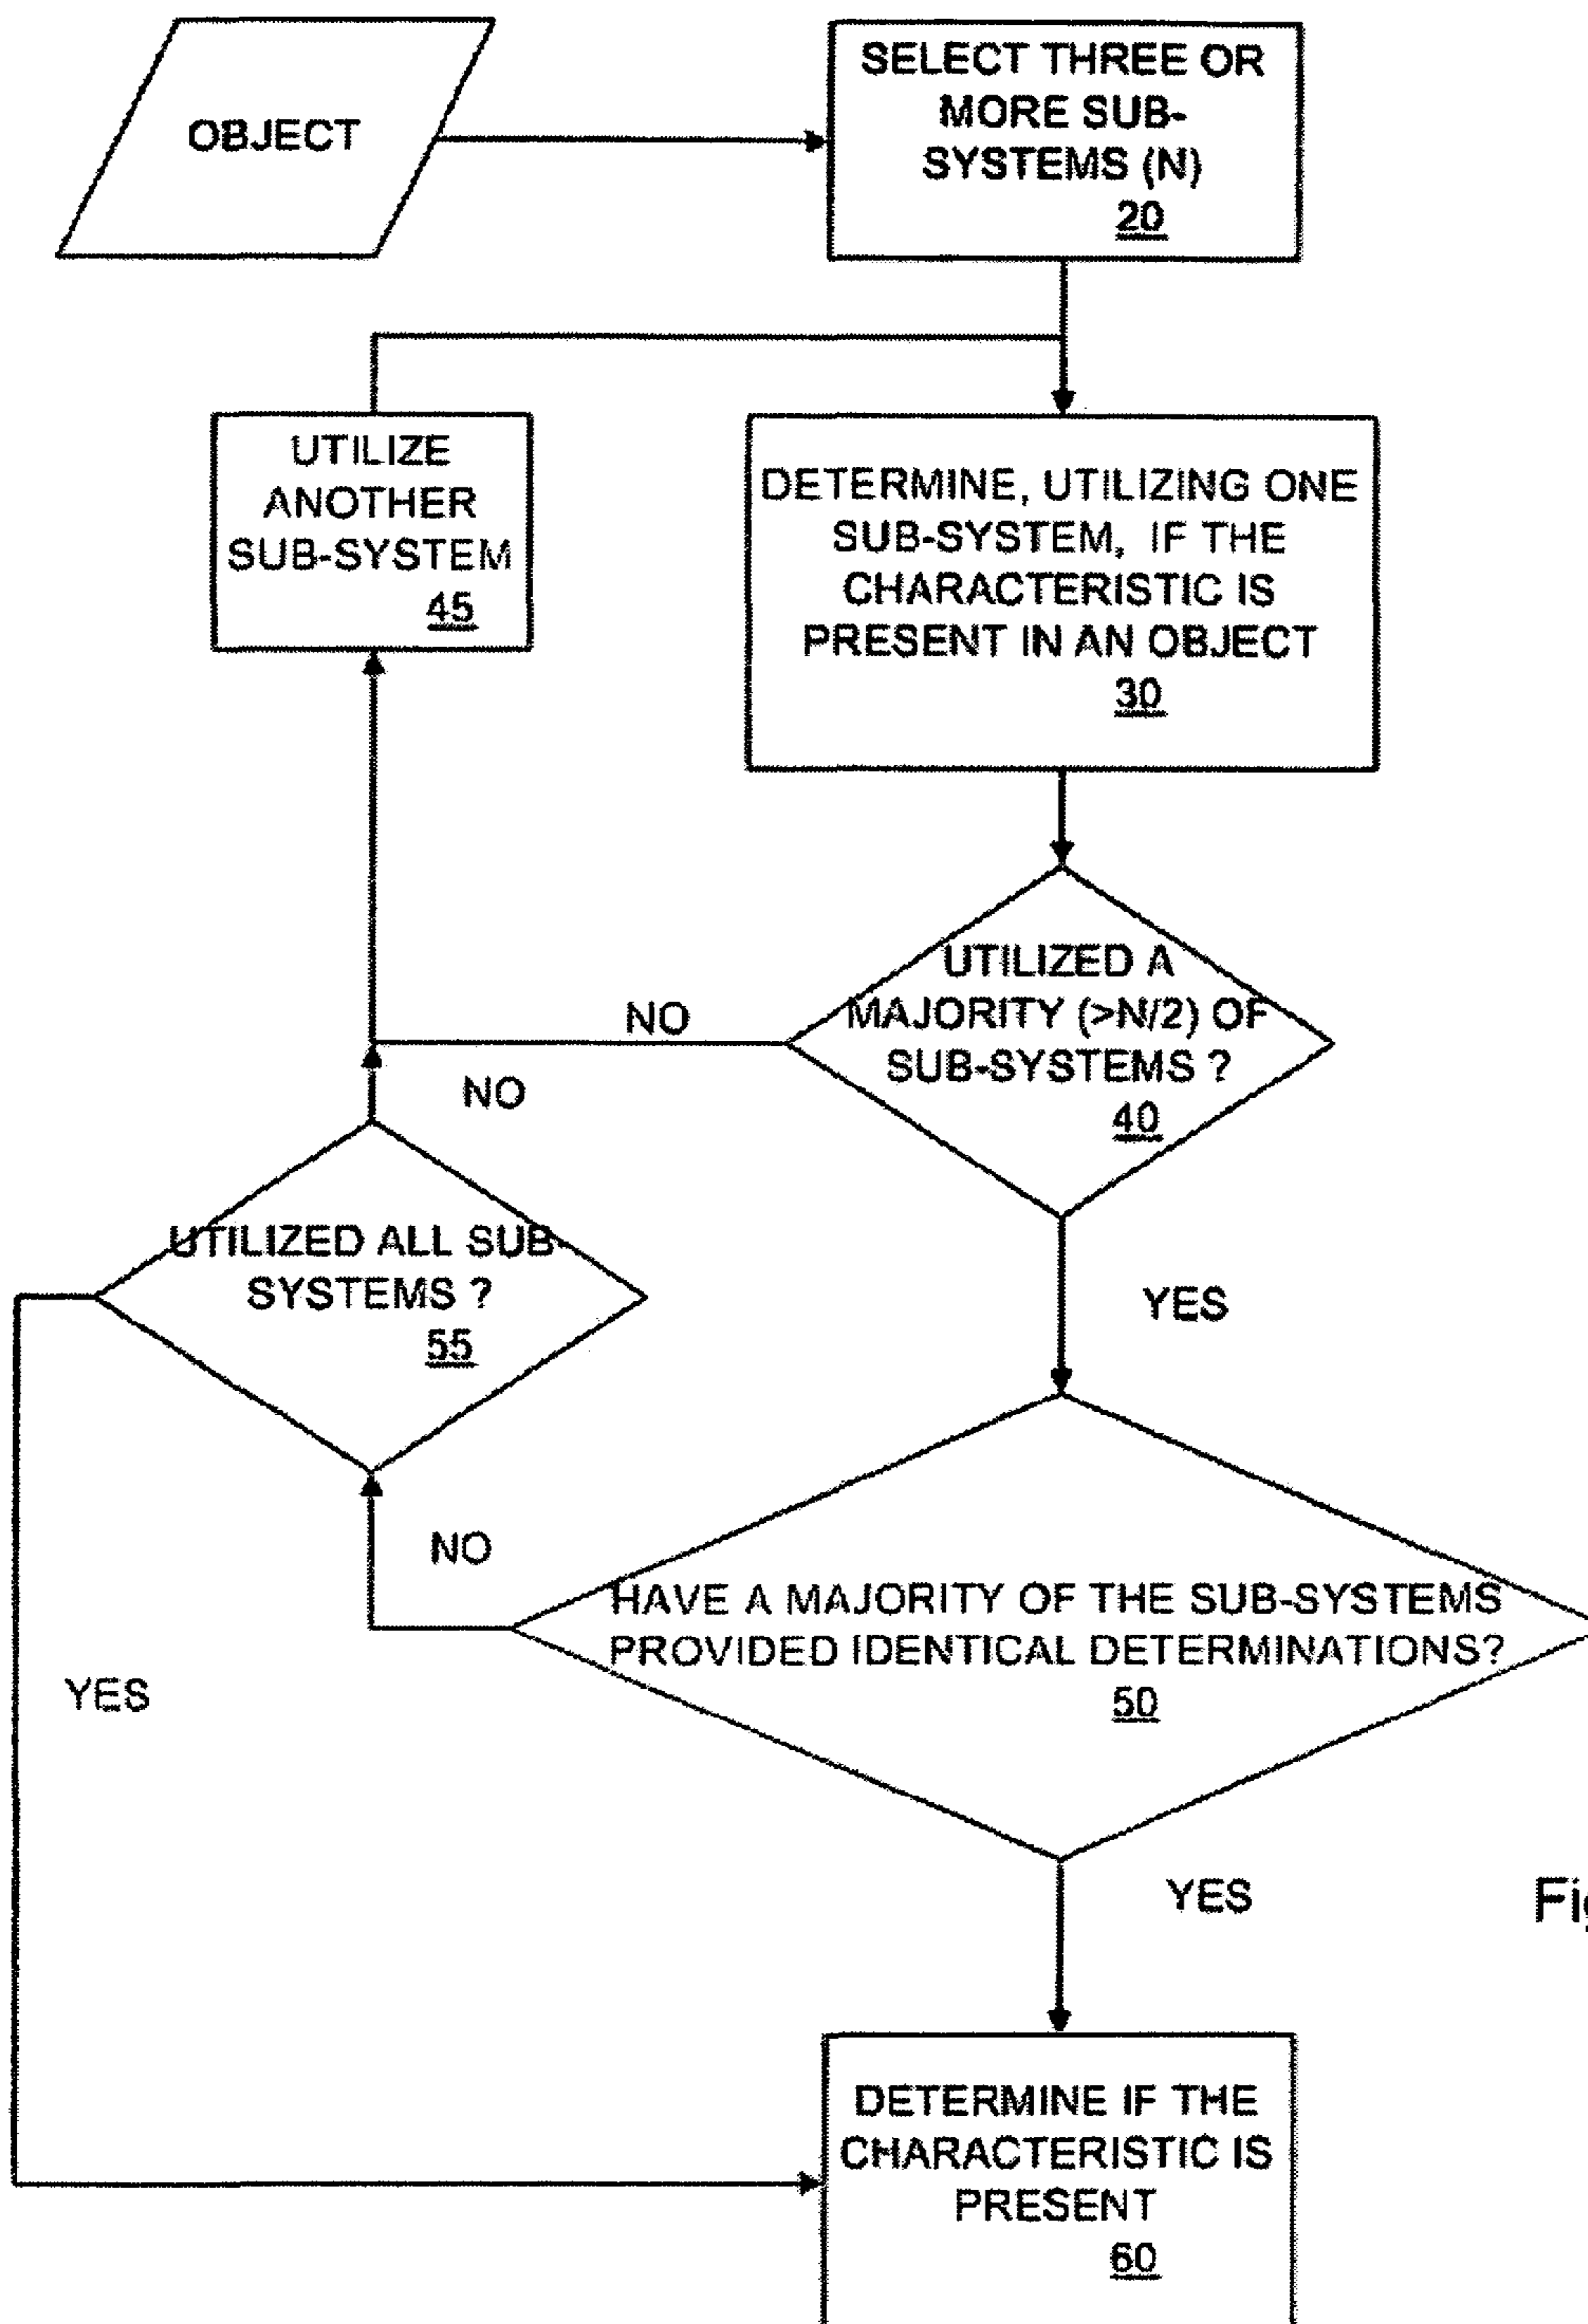 OBJECT
SELECT THREE OR
MORE SUB-
SYSTEMS (N)
20
UTILIZE
ANOTHER
SUB-SYSTEM
45
DETERMINE, UTILIZING ONE
SUB-SYSTEM, IF THE
CHARACTERISTIC IS
PRESENT IN AN OBJECT
30
UTILIZED A
MAJORITY (>N/2) OF
SUB-SYSTEMS ?
40
NO
NO
UTILIZED ALL SUB-
SYSTEMS ?
55
YES
NO
HAVE A MAJORITY OF THE SUB-SYSTEMS
PROVIDED IDENTICAL DETERMINATIONS?
50
YES
YES
DETERMINE IF THE
CHARACTERISTIC IS
PRESENT
60